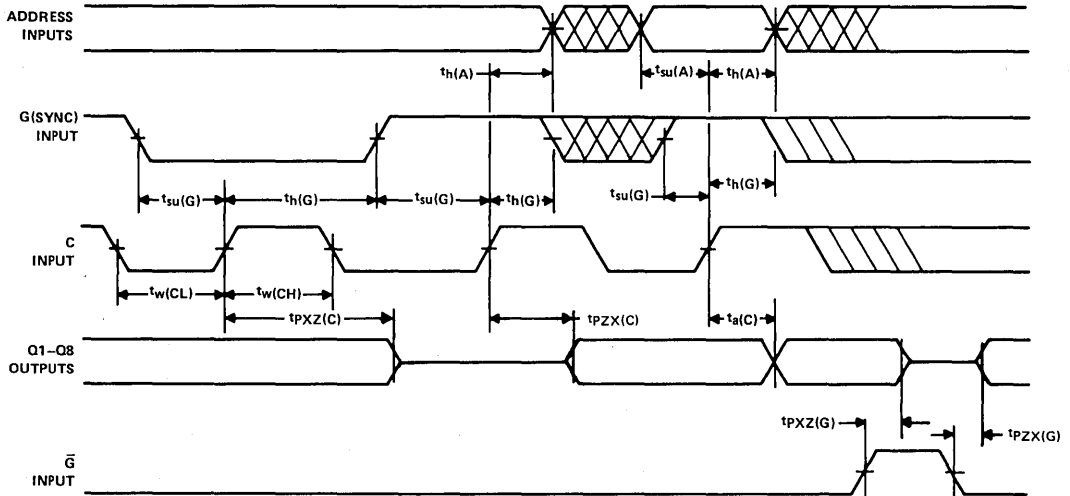 ADDRESS
INPUTS
th(A)
tsu(A)
th(A)
G(SYNC)
INPUT
tsu(G)
th(G)
tsu(G)
th(G)
tsu(G)
th(G)
C
INPUT
tw(CL)
tw(CH)
tPXZ(C)
tPZX(C)
ta(C)
Q1–Q8
OUTPUTS
tPXZ(G)
tPZX(G)
G̅
INPUT